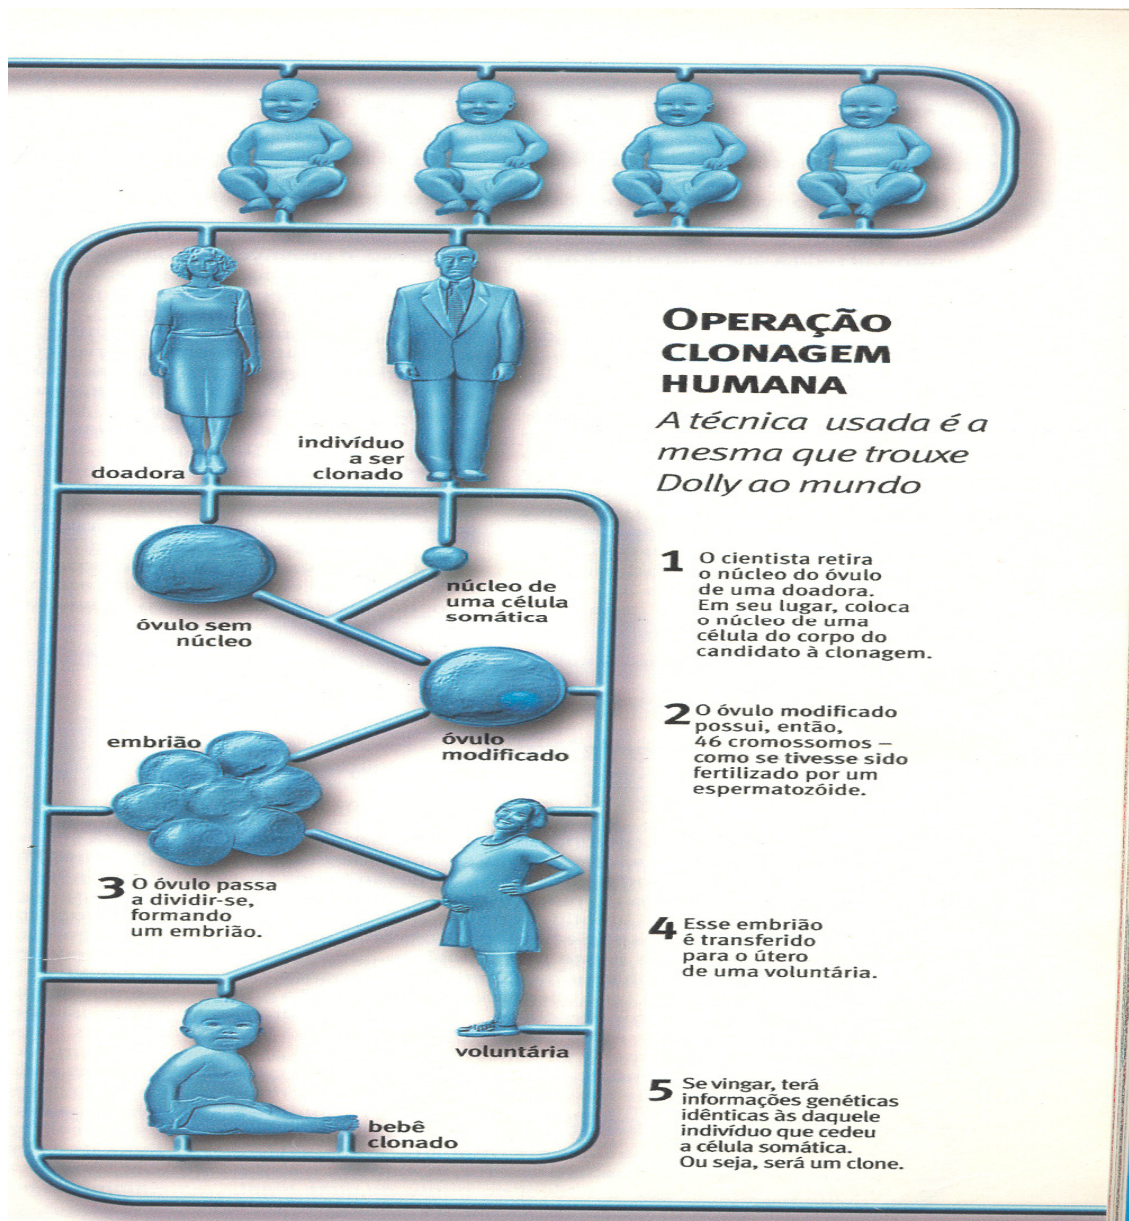 OPERAÇÃO
CLONAGEM
HUMANA
A técnica usada é a
mesma que trouxe
Dolly ao mundo
doadora
indivíduo
a ser
clonado
óvulo sem
núcleo
núcleo de
uma célula
somática
1 O cientista retira
o núcleo do óvulo
de uma doadora.
Em seu lugar, coloca
o núcleo de uma
célula do corpo do
candidato à clonagem.
óvulo
modificado
2 O óvulo modificado
possui, então,
46 cromossomos –
como se tivesse sido
fertilizado por um
espermatozóide.
embrião
3 O óvulo passa
a dividir-se,
formando
um embrião.
4 Esse embrião
é transferido
para o útero
de uma voluntária.
voluntária
bebê
clonado
5 Se vingar, terá
informações genéticas
idênticas às daquele
indivíduo que cedeu
a célula somática.
Ou seja, será um clone.